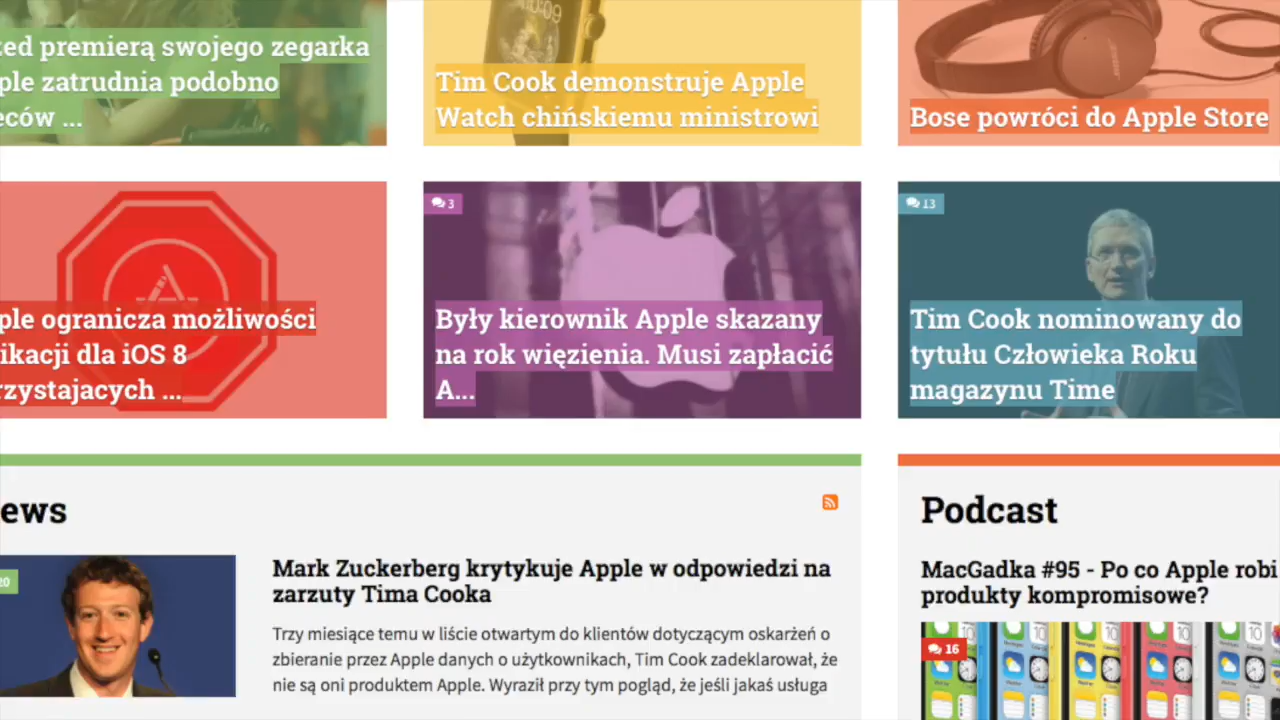 zed premierą swojego zegarka
ple zatrudnia podobno
eców ...
Tim Cook demonstruje Apple
Watch chińskiemu ministrowi
Bose powróci do Apple Store
ple ogranicza możliwości
ikacji dla iOS 8
rzystajacych ...
3
Były kierownik Apple skazany
na rok więzienia. Musi zapłacić
A...
13
Tim Cook nominowany do
tytułu Człowieka Roku
magazynu Time
ews
20
Mark Zuckerberg krytykuje Apple w odpowiedzi na
zarzuty Tima Cooka
Trzy miesiące temu w liście otwartym do klientów dotyczącym oskarżeń o
zbieranie przez Apple danych o użytkownikach, Tim Cook zadeklarował, że
nie są oni produktem Apple. Wyraził przy tym pogląd, że jeśli jakaś usługa
Podcast
MacGadka #95 - Po co Apple robi
produkty kompromisowe?
16